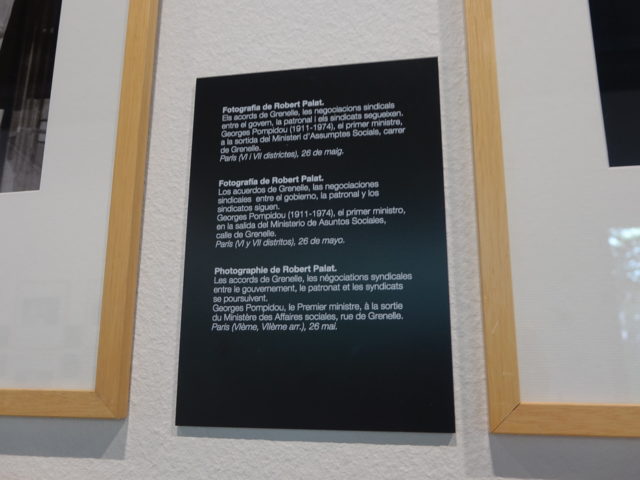 Fotografia de Robert Palat.
Els acords de Grenelle, les negociacions sindicals
entre el govern, la patronal i els sindicats segueixen.
Georges Pompidou (1911-1974), el primer ministre,
a la sortida del Ministeri d'Assumptes Socials, carrer
de Grenelle.
París (VI i VII districtes), 26 de maig.
Fotografía de Robert Palat.
Los acuerdos de Grenelle, las negociaciones
sindicales entre el gobierno, la patronal y los
sindicatos siguen.
Georges Pompidou (1911-1974), el primer ministro,
en la salida del Ministerio de Asuntos Sociales,
calle de Grenelle.
París (VI y VII distritos), 26 de mayo.
Photographie de Robert Palat.
Les accords de Grenelle, les négociations syndicales
entre le gouvernement, le patronat et les syndicats
se poursuivent.
Georges Pompidou, le Premier ministre, à la sortie
du Ministère des Affaires sociales, rue de Grenelle.
Paris (VIème, VIIème arr.), 26 mai.